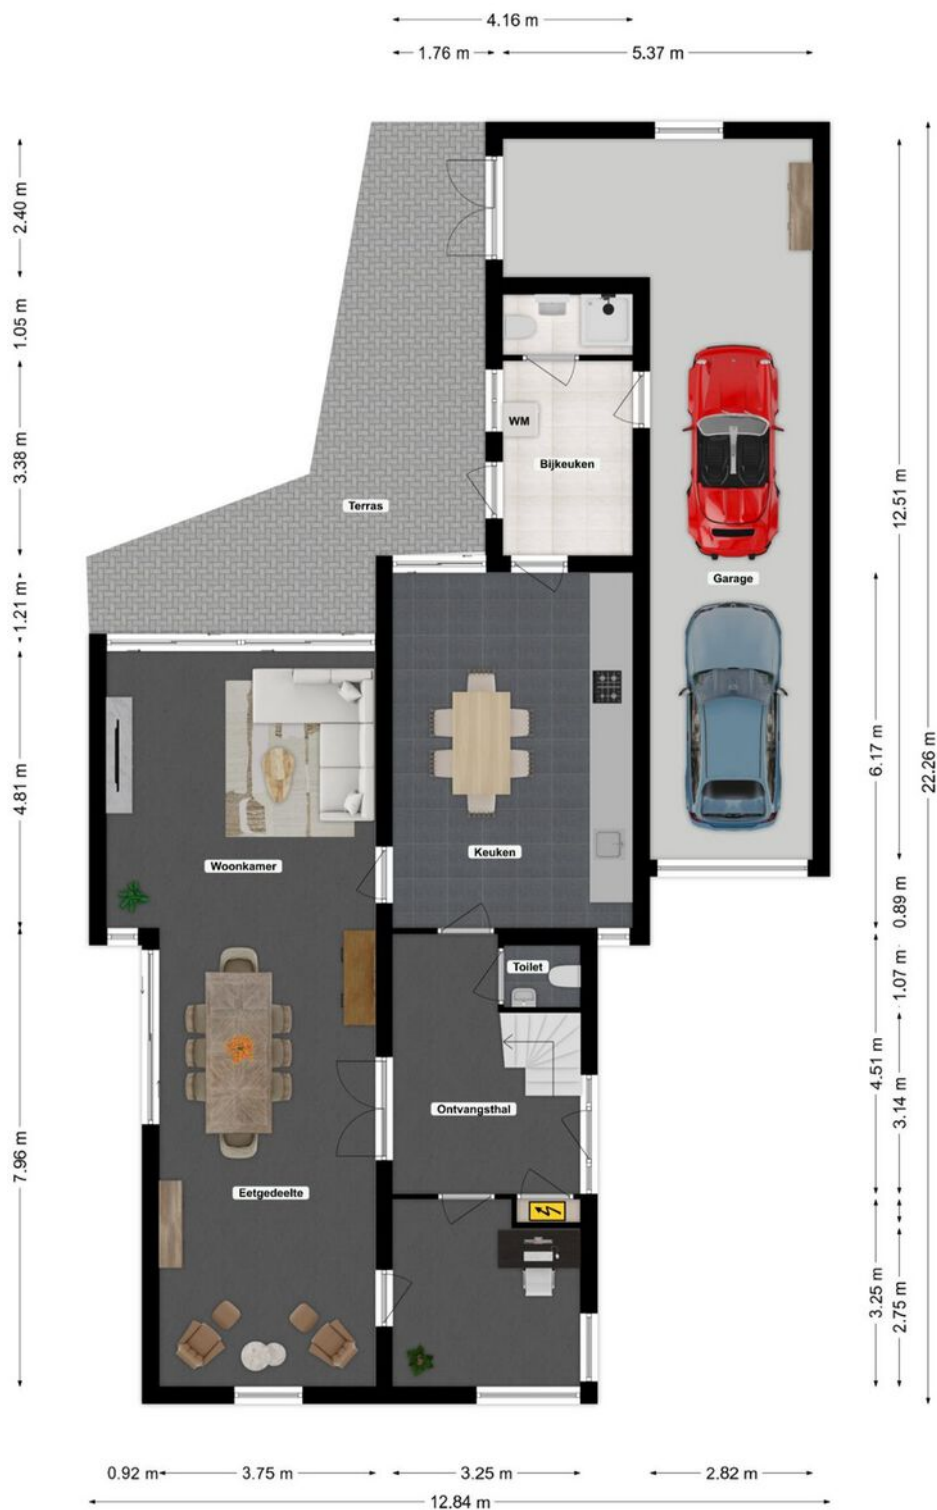 4.16 m
1.76 m
5.37 m
2.40 m
1.05 m
3.38 m
1.21 m
4.81 m
7.96 m
WM
Bijkeuken
Terras
Garage
Keuken
Woonkamer
Toilet
Ontvangsthal
Eetgedeelte
12.51 m
6.17 m
22.26 m
0.89 m
1.07 m
4.51 m
3.14 m
3.25 m
2.75 m
0.92 m
3.75 m
3.25 m
2.82 m
12.84 m